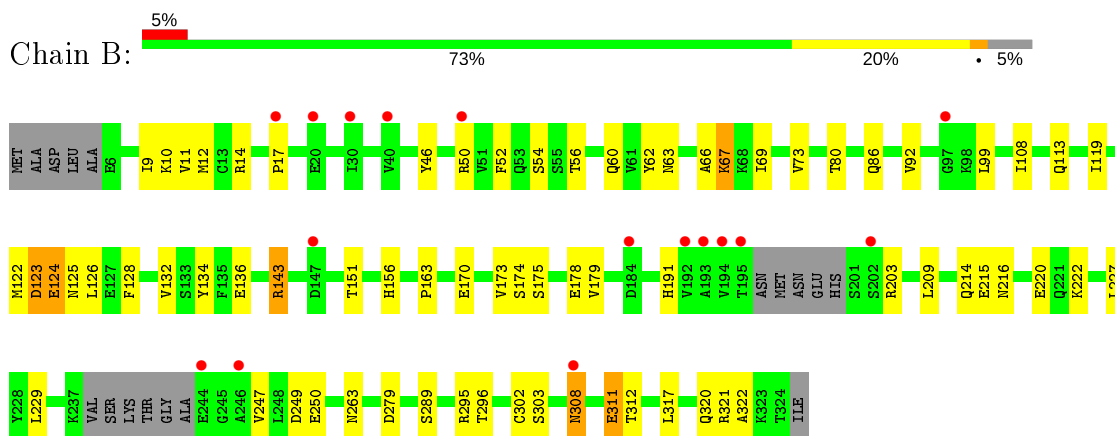 5%
Chain B:
73% 20% • 5%
MET ALA ASP LEU ALA E6 I9 K10 V11 M12 C13 R14 P17 E20 I30 V40 Y46 R50 V51 F52 Q53 S54 S55 T56 Q60 V61 Y62 N63 A66 K67 K68 I69 V73 T80 Q86 V92 G97 K98 L99 I108 Q113 I119
M122 D123 E124 N125 L126 E127 F128 V132 S133 Y134 F135 E136 R143 D147 T151 H156 P163 E170 V173 S174 S175 E178 V179 D184 H191 V192 A193 V194 T195 ASN MET ASN GLU HIS S201 S202 R203 L209 Q214 E215 N216 E220 Q221 K222 L227
Y228 L229 K237 VAL SER LYS THR GLY ALA E244 G245 A246 V247 L248 D249 E250 N263 D279 S289 R295 T296 C302 S303 N308 E311 T312 L317 Q320 R321 A322 K323 T324 ILE